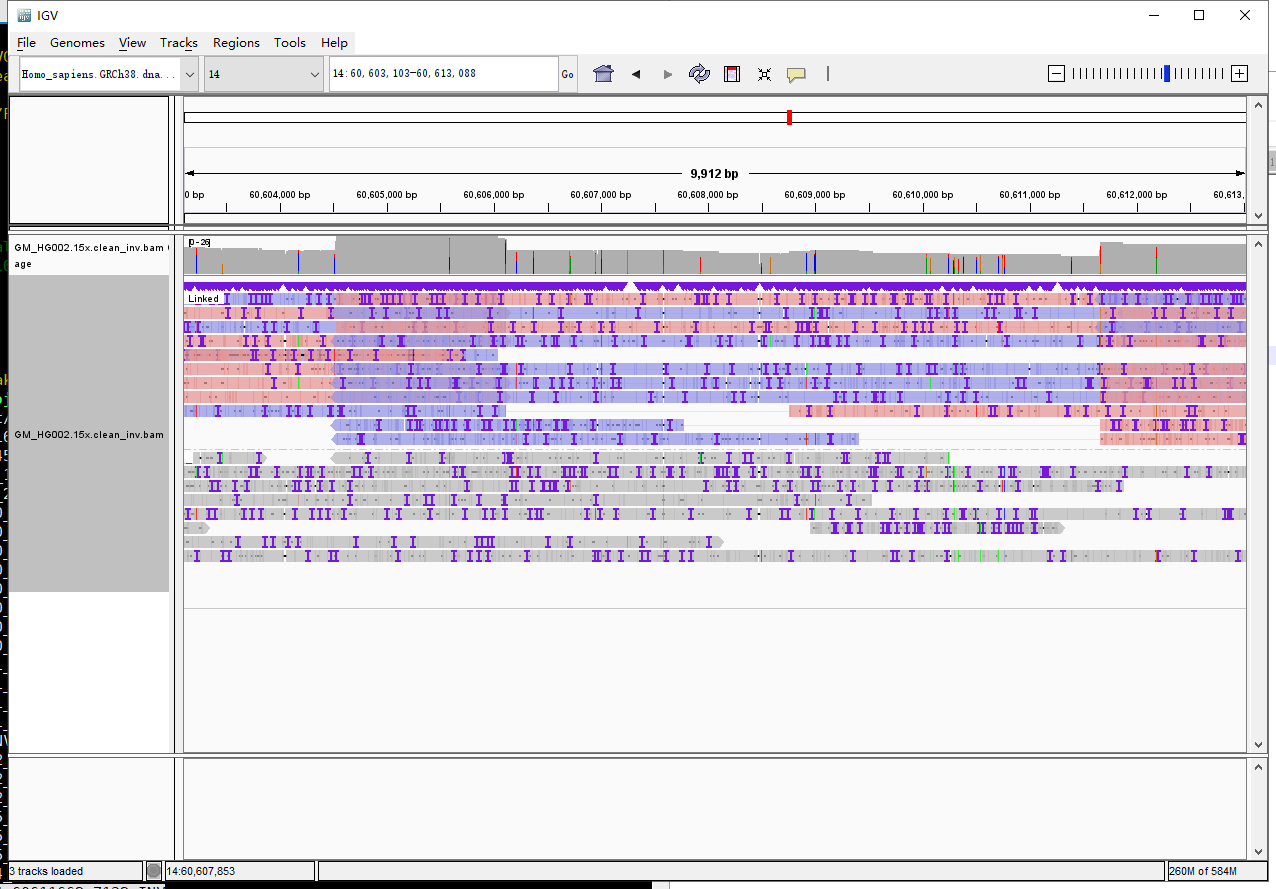 IGV
File Genomes View Tracks Regions Tools Help
Homo_sapiens.GRCh38.dna...
14
14:60,603,103-60,613,088
Go
9,912 bp
0 bp 60,604,000 bp 60,605,000 bp 60,606,000 bp 60,607,000 bp 60,608,000 bp 60,609,000 bp 60,610,000 bp 60,611,000 bp 60,612,000 bp 60,613,
GM_HG002.15x.clean_inv.bam
age
[0-26]
Linked
GM_HG002.15x.clean_inv.bam
3 tracks loaded
14:60,607,853
260M of 584M